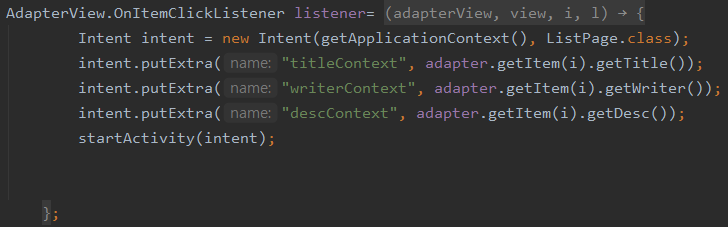 AdapterView.OnItemClickListener listener= (adapterView, view, i, l) → {
Intent intent = new Intent(getApplicationContext(), ListPage.class);
intent.putExtra( name: "titleContext", adapter.getItem(i).getTitle());
intent.putExtra( name: "writerContext", adapter.getItem(i).getWriter());
intent.putExtra( name: "descContext", adapter.getItem(i).getDesc());
startActivity(intent);
};